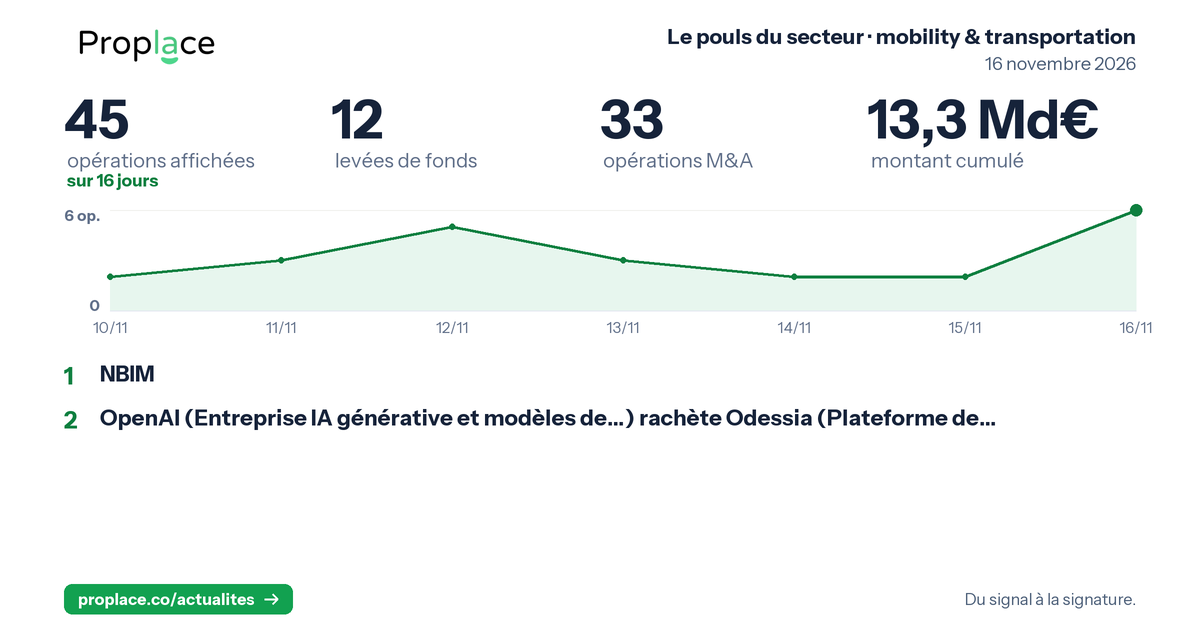 Proplace
Le pouls du secteur · mobility & transportation
16 novembre 2026
45
opérations affichées
sur 16 jours
12
levées de fonds
33
opérations M&A
13,3 Md€
montant cumulé
6 op.
0
10/11 11/11 12/11 13/11 14/11 15/11 16/11
1 NBIM
2 OpenAI (Entreprise IA générative et modèles de...) rachète Odessia (Plateforme de...
proplace.co/actualites →
Du signal à la signature.